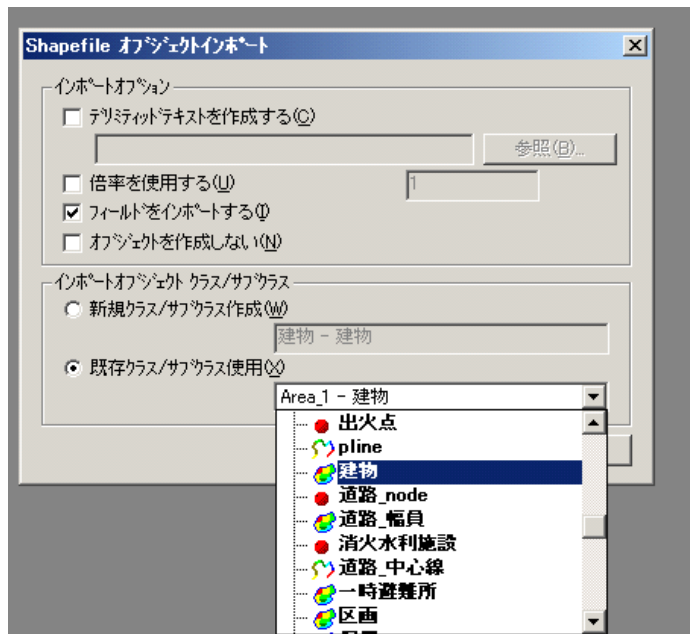 Shapefile オブジェクトインポート
インポートオプション
デリミティッドテキストを作成する(C)
参照(B)...
倍率を使用する(U)
1
フィールドをインポートする(I)
オブジェクトを作成しない(N)
インポートオブジェクト クラス/サブクラス
新規クラス/サブクラス作成(W)
建物 - 建物
既存クラス/サブクラス使用(X)
Area_1 - 建物
出火点
pline
建物
道路_node
道路_幅員
消火水利施設
道路_中心線
一時避難所
区画